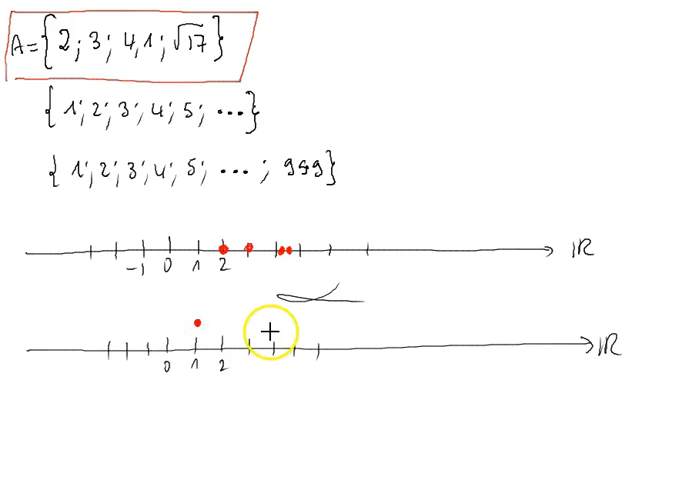 A = {2 ; 3 ; 4,1 ; √17}
{1 ; 2 ; 3 ; 4 ; 5 ; ...}
{1 ; 2 ; 3 ; 4 ; 5 ; ... ; 999}
-1 0 1 2 ℝ
0 1 2 ℝ